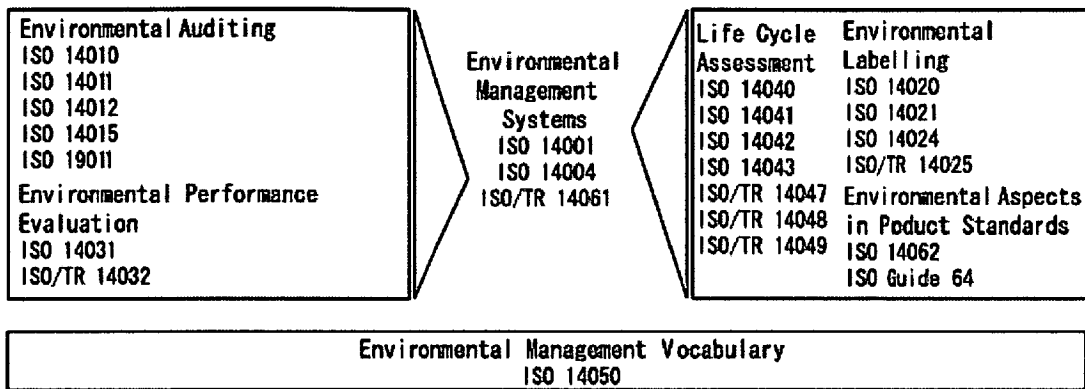 Environmental Auditing
ISO 14010
ISO 14011
ISO 14012
ISO 14015
ISO 19011
Environmental Performance
Evaluation
ISO 14031
ISO/TR 14032
Environmental
Management
Systems
ISO 14001
ISO 14004
ISO/TR 14061
Life Cycle
Assessment
ISO 14040
ISO 14041
ISO 14042
ISO 14043
ISO/TR 14047
ISO/TR 14048
ISO/TR 14049
Environmental
Labelling
ISO 14020
ISO 14021
ISO 14024
ISO/TR 14025
Environmental Aspects
in Poduct Standards
ISO 14062
ISO Guide 64
Environmental Management Vocabulary
ISO 14050